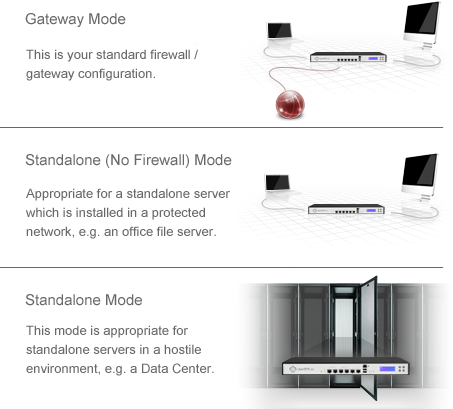 Gateway Mode
This is your standard firewall /
gateway configuration.
Standalone (No Firewall) Mode
Appropriate for a standalone server
which is installed in a protected
network, e.g. an office file server.
Standalone Mode
This mode is appropriate for
standalone servers in a hostile
environment, e.g. a Data Center.